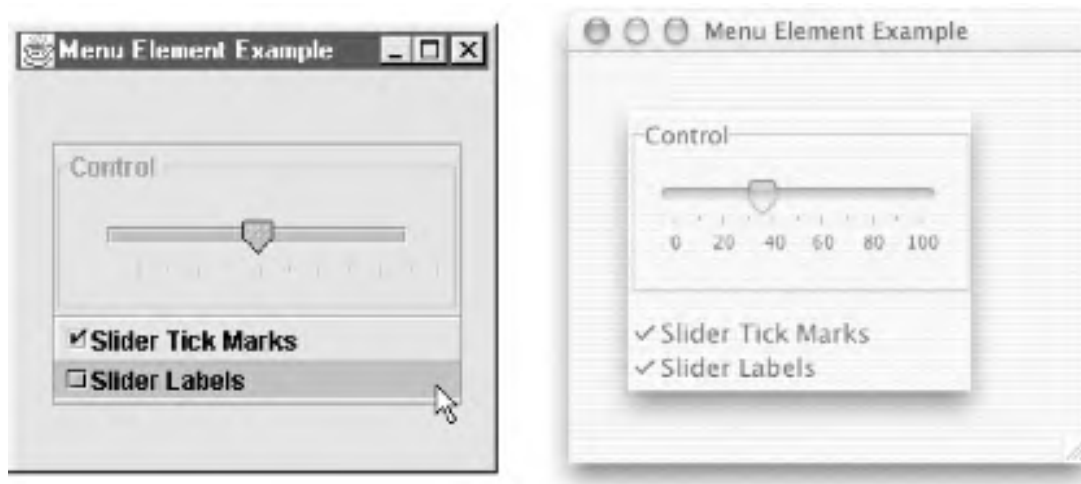 Menu Element Example
Control
Slider Tick Marks
Slider Labels
Menu Element Example
Control
0 20 40 60 80 100
Slider Tick Marks
Slider Labels